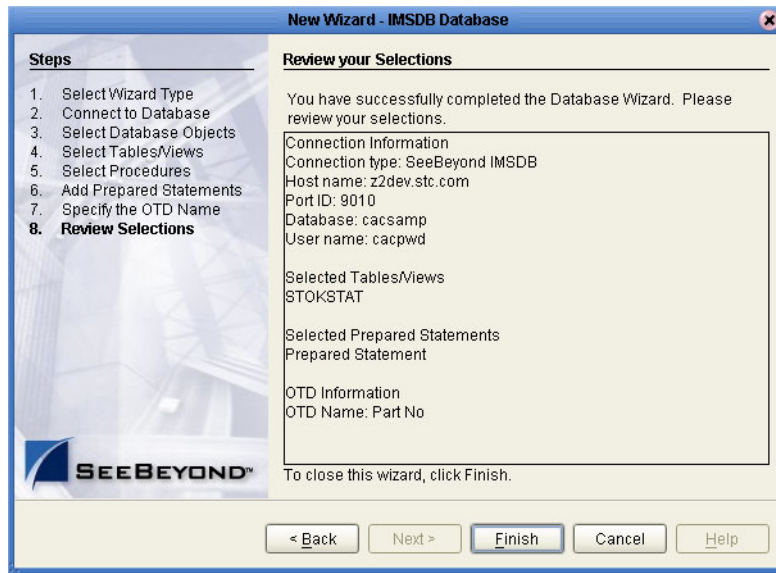 New Wizard - IMSDB Database
Steps
1. Select Wizard Type
2. Connect to Database
3. Select Database Objects
4. Select Tables/Views
5. Select Procedures
6. Add Prepared Statements
7. Specify the OTD Name
8. Review Selections
SEEBEYOND™
Review your Selections
You have successfully completed the Database Wizard. Please
review your selections.
Connection Information
Connection type: SeeBeyond IMSDB
Host name: z2dev.stc.com
Port ID: 9010
Database: cacsamp
User name: cacpwd
Selected Tables/Views
STOKSTAT
Selected Prepared Statements
Prepared Statement
OTD Information
OTD Name: Part No
To close this wizard, click Finish.
< Back
Next >
Finish
Cancel
Help